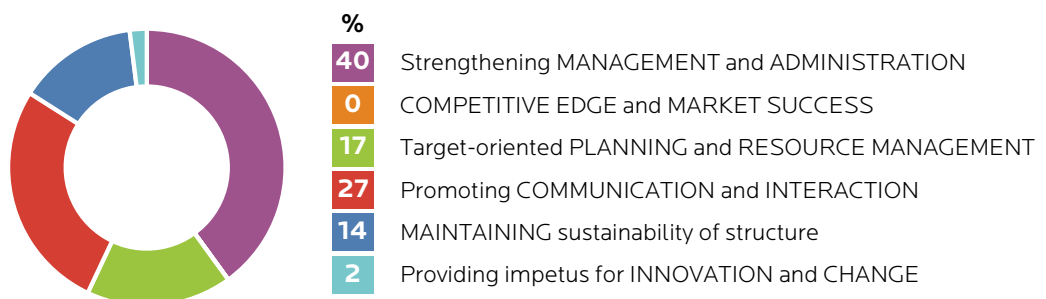 %
40 Strengthening MANAGEMENT and ADMINISTRATION
0 COMPETITIVE EDGE and MARKET SUCCESS
17 Target-oriented PLANNING and RESOURCE MANAGEMENT
27 Promoting COMMUNICATION and INTERACTION
14 MAINTAINING sustainability of structure
2 Providing impetus for INNOVATION and CHANGE